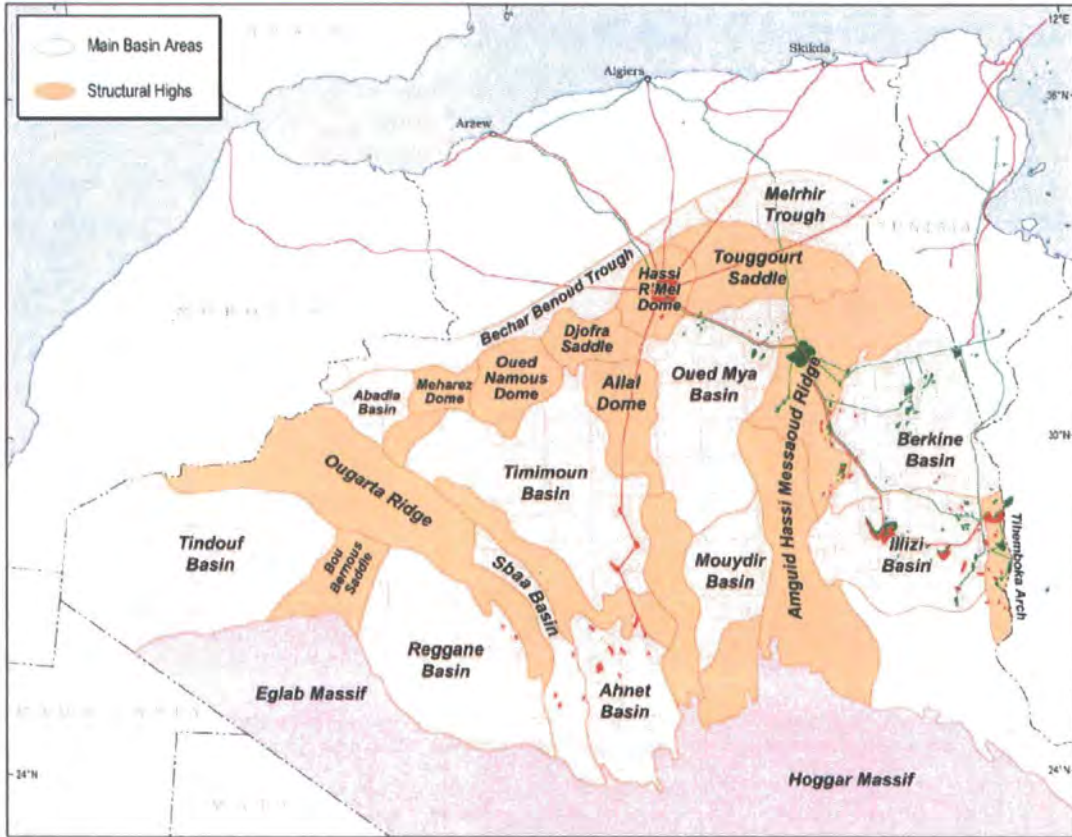 Main Basin Areas
Structural Highs
0°
12°E
Skikda
Algiers
36°N
Arzew
Melrhir
Trough
TUNISIA
Touggourt
Saddle
Hassi
R'Mel
Dome
Bechar Benoud Trough
Djofra
Saddle
Oued
Namous
Dome
Meharez
Dome
Abadla
Basin
Allal
Dome
Oued Mya
Basin
Amguid Hassi Messaoud Ridge
Berkine
Basin
30°N
Ougarta Ridge
Timimoun
Basin
Tindouf
Basin
Bou
Bernous
Saddle
Sbaa Basin
Mouydir
Basin
Illizi
Basin
Tihemboka Arch
Reggane
Basin
Ahnet
Basin
Eglab Massif
Hoggar Massif
24°N
24°N